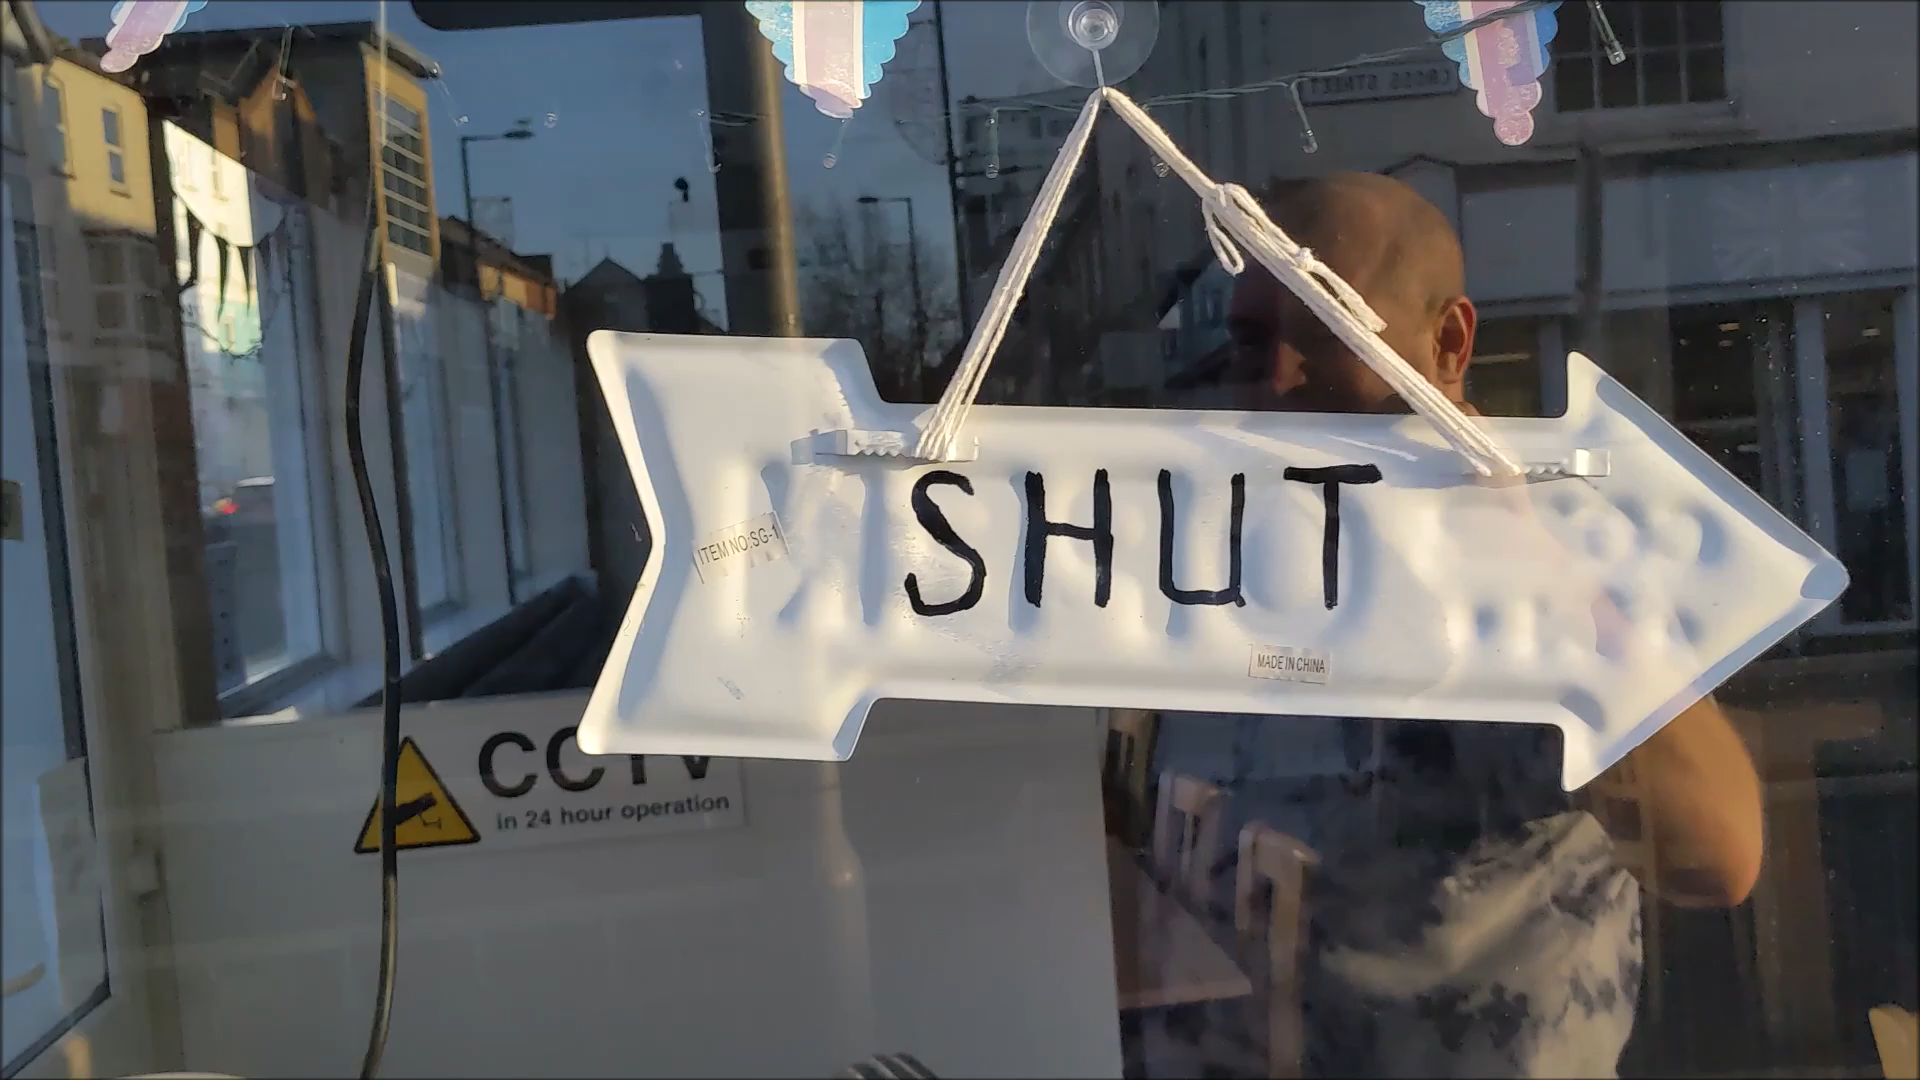 CROSS STREET
SHUT
ITEM NO:SG-1
MADE IN CHINA
CCTV
in 24 hour operation